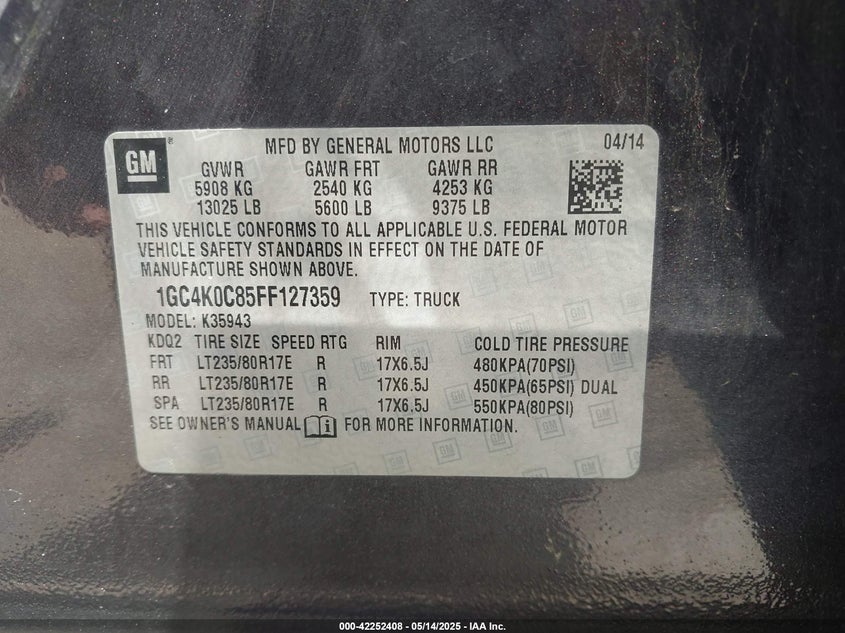 GM ®
MFD BY GENERAL MOTORS LLC 04/14
GVWR GAWR FRT GAWR RR
5908 KG 2540 KG 4253 KG
13025 LB 5600 LB 9375 LB
THIS VEHICLE CONFORMS TO ALL APPLICABLE U.S. FEDERAL MOTOR
VEHICLE SAFETY STANDARDS IN EFFECT ON THE DATE OF
MANUFACTURE SHOWN ABOVE.
1GC4K0C85FF127359 TYPE: TRUCK
MODEL: K35943
KDQ2 TIRE SIZE SPEED RTG RIM COLD TIRE PRESSURE
FRT LT235/80R17E R 17X6.5J 480KPA(70PSI)
RR LT235/80R17E R 17X6.5J 450KPA(65PSI) DUAL
SPA LT235/80R17E R 17X6.5J 550KPA(80PSI)
SEE OWNER'S MANUAL i FOR MORE INFORMATION.
000-42252408 - 05/14/2025 - IAA Inc.